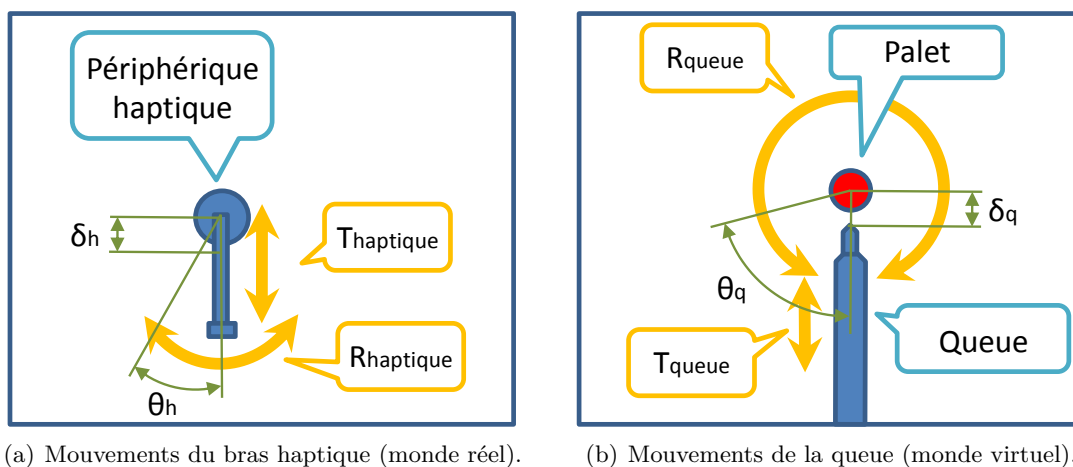 Périphérique
haptique
δh
Thaptique
Rhaptique
θh
Rqueue
Palet
δq
θq
Tqueue
Queue
(a) Mouvements du bras haptique (monde réel).
(b) Mouvements de la queue (monde virtuel).